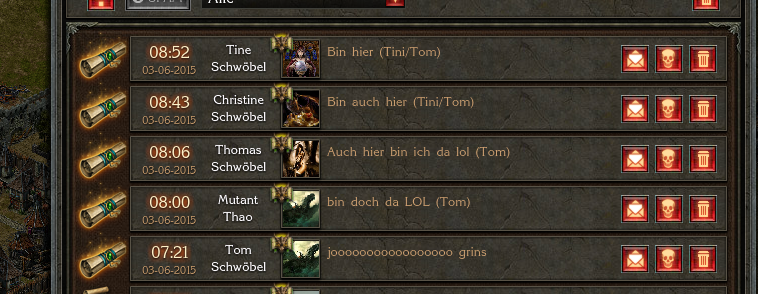 Alle
08:52
03-06-2015
Tine
Schwöbel
Bin hier (Tini/Tom)
08:43
03-06-2015
Christine
Schwöbel
Bin auch hier (Tini/Tom)
08:06
03-06-2015
Thomas
Schwöbel
Auch hier bin ich da lol (Tom)
08:00
03-06-2015
Mutant
Thao
bin doch da LOL (Tom)
07:21
03-06-2015
Tom
Schwöbel
jooooooooooooooooo grins